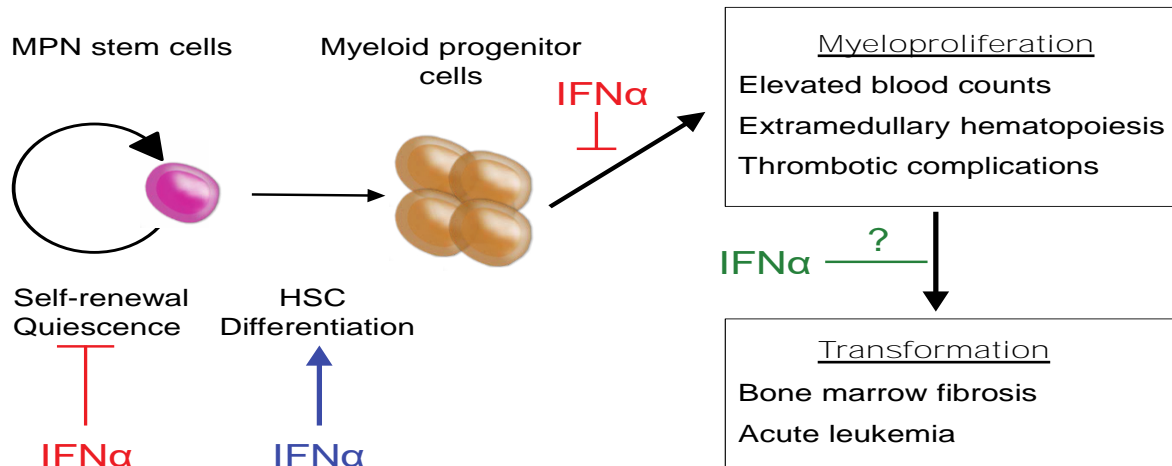 MPN stem cells
Myeloid progenitor
cells
IFNα
Myeloproliferation
Elevated blood counts
Extramedullary hematopoiesis
Thrombotic complications
?
IFNα
Self-renewal
Quiescence
HSC
Differentiation
Transformation
Bone marrow fibrosis
Acute leukemia
IFNα
IFNα